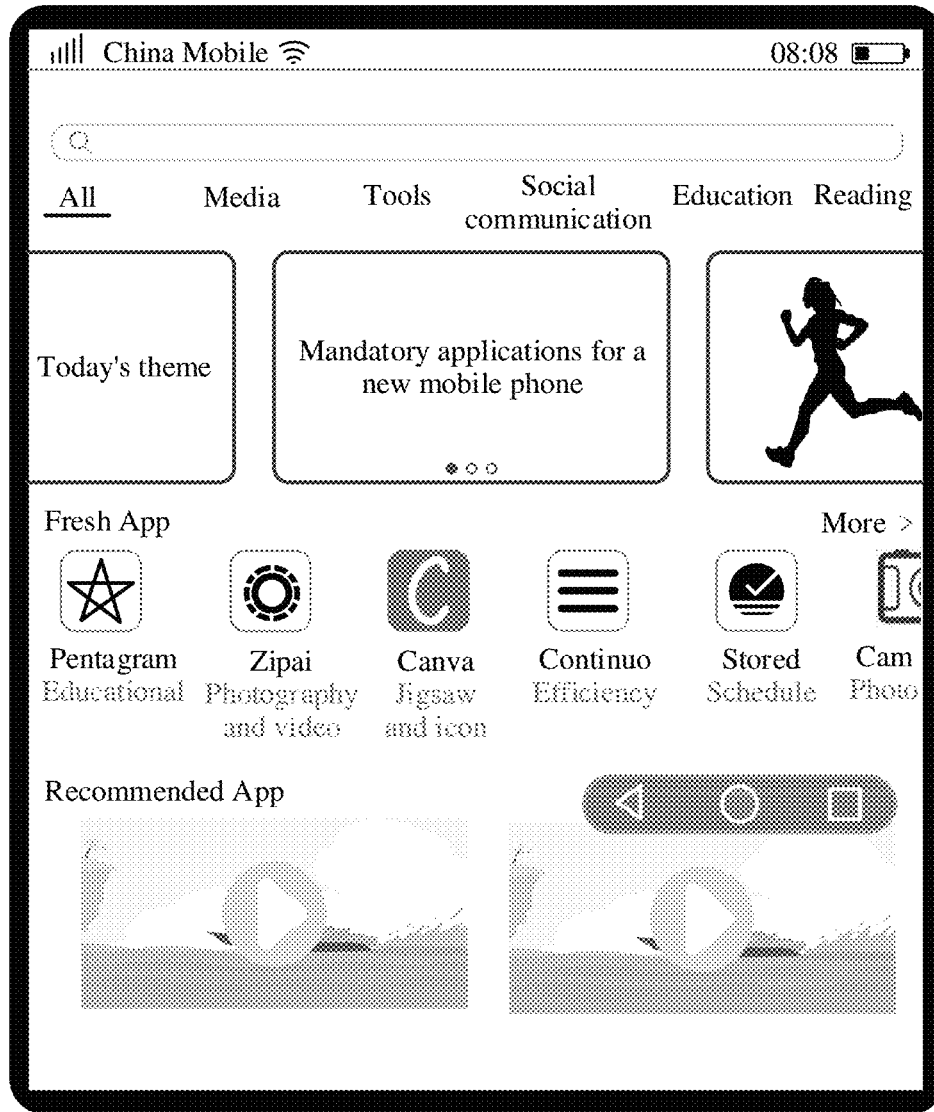 China Mobile 08:08
All Media Tools Social communication Education Reading
Today's theme
Mandatory applications for a
new mobile phone
Fresh App More >
Pentagram Zipai Canva Continuo Stored Cam
Educational Photography and video Jigsaw and icon Efficiency Schedule Photo
Recommended App